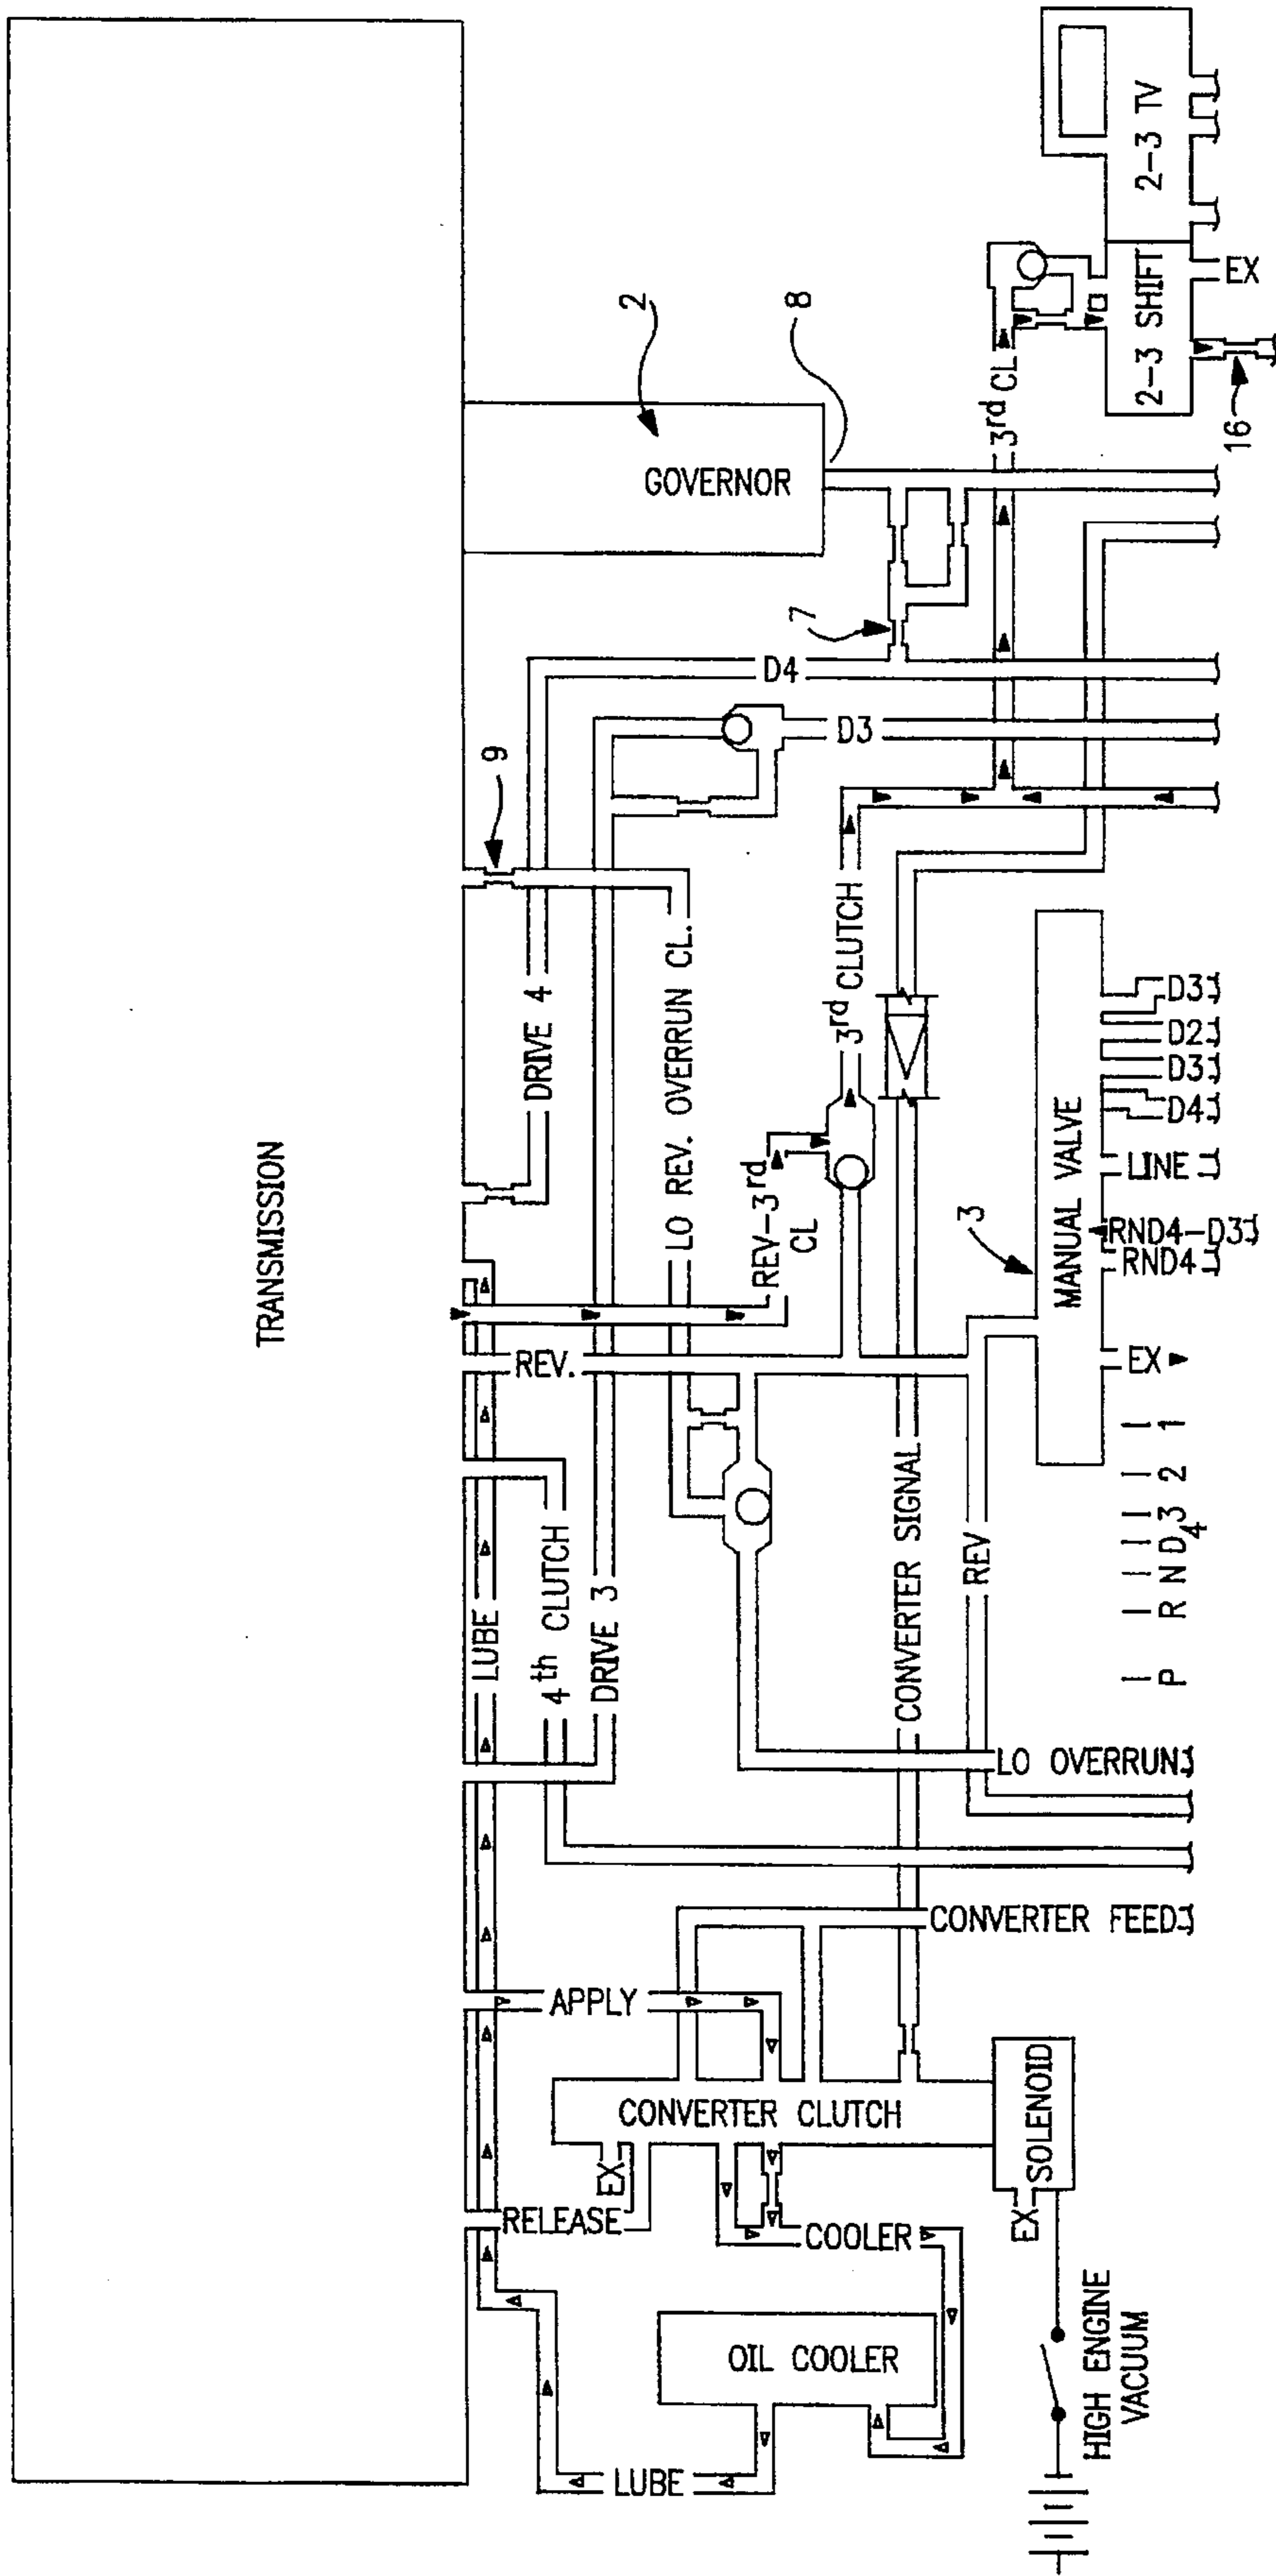 TRANSMISSION
LUBE
REV.
4th CLUTCH
DRIVE 3
DRIVE 4
9
LO REV. OVERRUN CL.
REV-3rd
CL
3rd CLUTCH
D4
D3
7
GOVERNOR
2
8
3rd CL
2-3 SHIFT
2-3 TV
EX
16
APPLY
RELEASE
EX
CONVERTER CLUTCH
CONVERTER FEED
CONVERTER SIGNAL
REV
LO OVERRUN
3
MANUAL VALVE
EX
RND4
RND4-D3
LINE
D4
D3
D2
D3
P R N D4 3 2 1
COOLER
OIL COOLER
LUBE
SOLENOID
EX
HIGH ENGINE
VACUUM